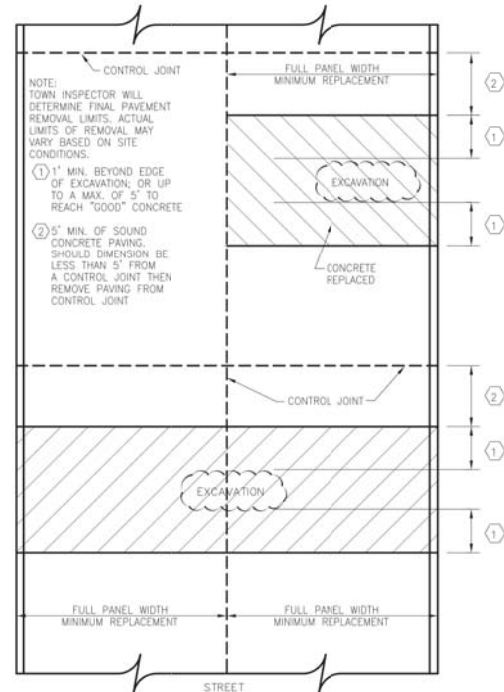 CONTROL JOINT
FULL PANEL WIDTH
MINIMUM REPLACEMENT
NOTE:
TOWN INSPECTOR WILL
DETERMINE FINAL PAVEMENT
REMOVAL LIMITS. ACTUAL
LIMITS OF REMOVAL MAY
VARY BASED ON SITE
CONDITIONS.
1 1' MIN. BEYOND EDGE
OF EXCAVATION; OR UP
TO A MAX. OF 5' TO
REACH "GOOD" CONCRETE
2 5' MIN. OF SOUND
CONCRETE PAVING.
SHOULD DIMENSION BE
LESS THAN 5' FROM
A CONTROL JOINT THEN
REMOVE PAVING FROM
CONTROL JOINT
2
1
EXCAVATION
1
CONCRETE
REPLACED
CONTROL JOINT
2
1
EXCAVATION
1
FULL PANEL WIDTH
MINIMUM REPLACEMENT
FULL PANEL WIDTH
MINIMUM REPLACEMENT
STREET